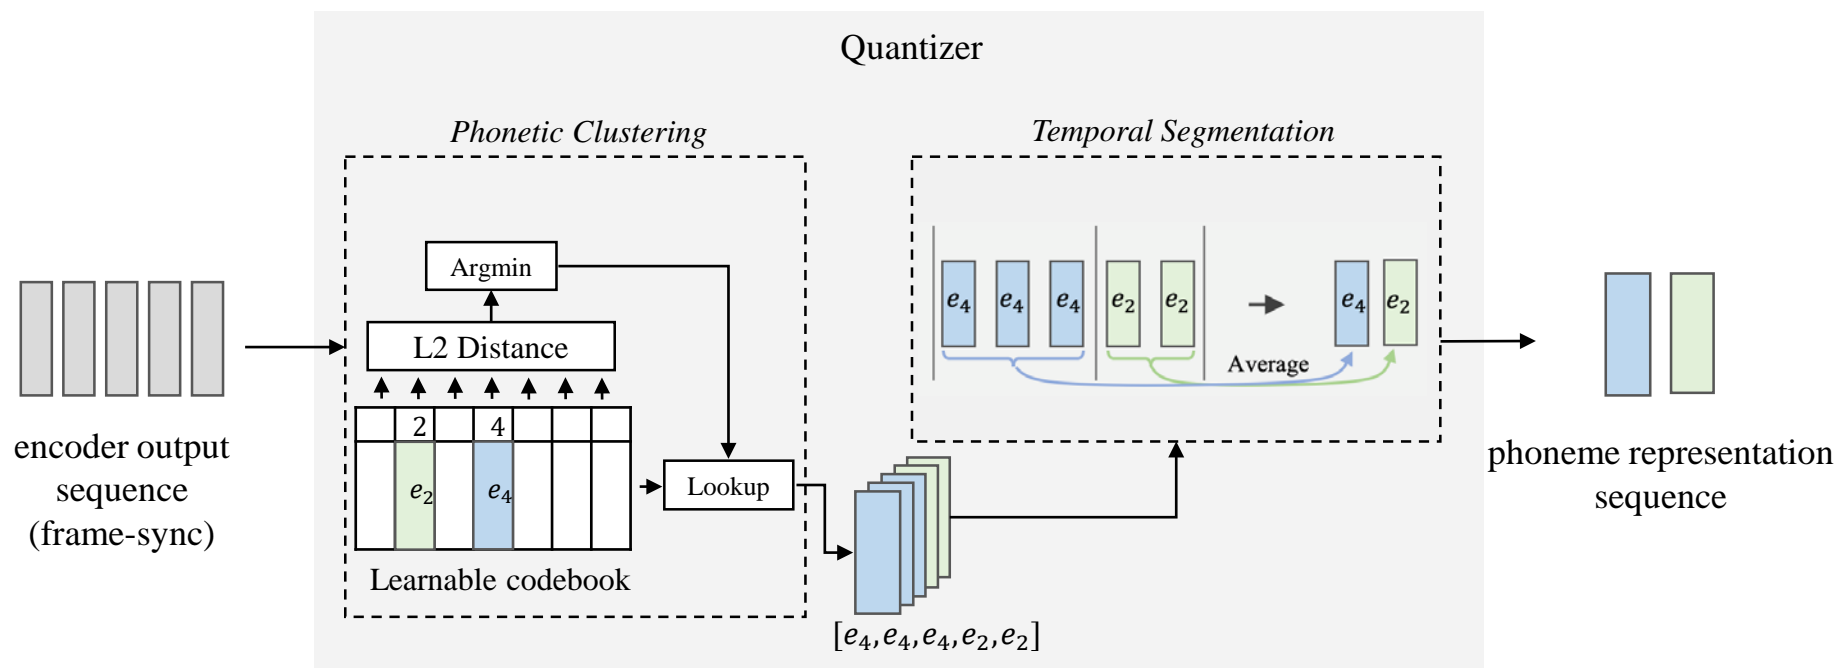 Quantizer
Phonetic Clustering
Temporal Segmentation
Argmin
L2 Distance
2 4
e₂ e₄
Lookup
Learnable codebook
[e₄,e₄,e₄,e₂,e₂]
e₄ e₄ e₄ e₂ e₂ e₄ e₂
Average
encoder output
sequence
(frame-sync)
phoneme representation
sequence